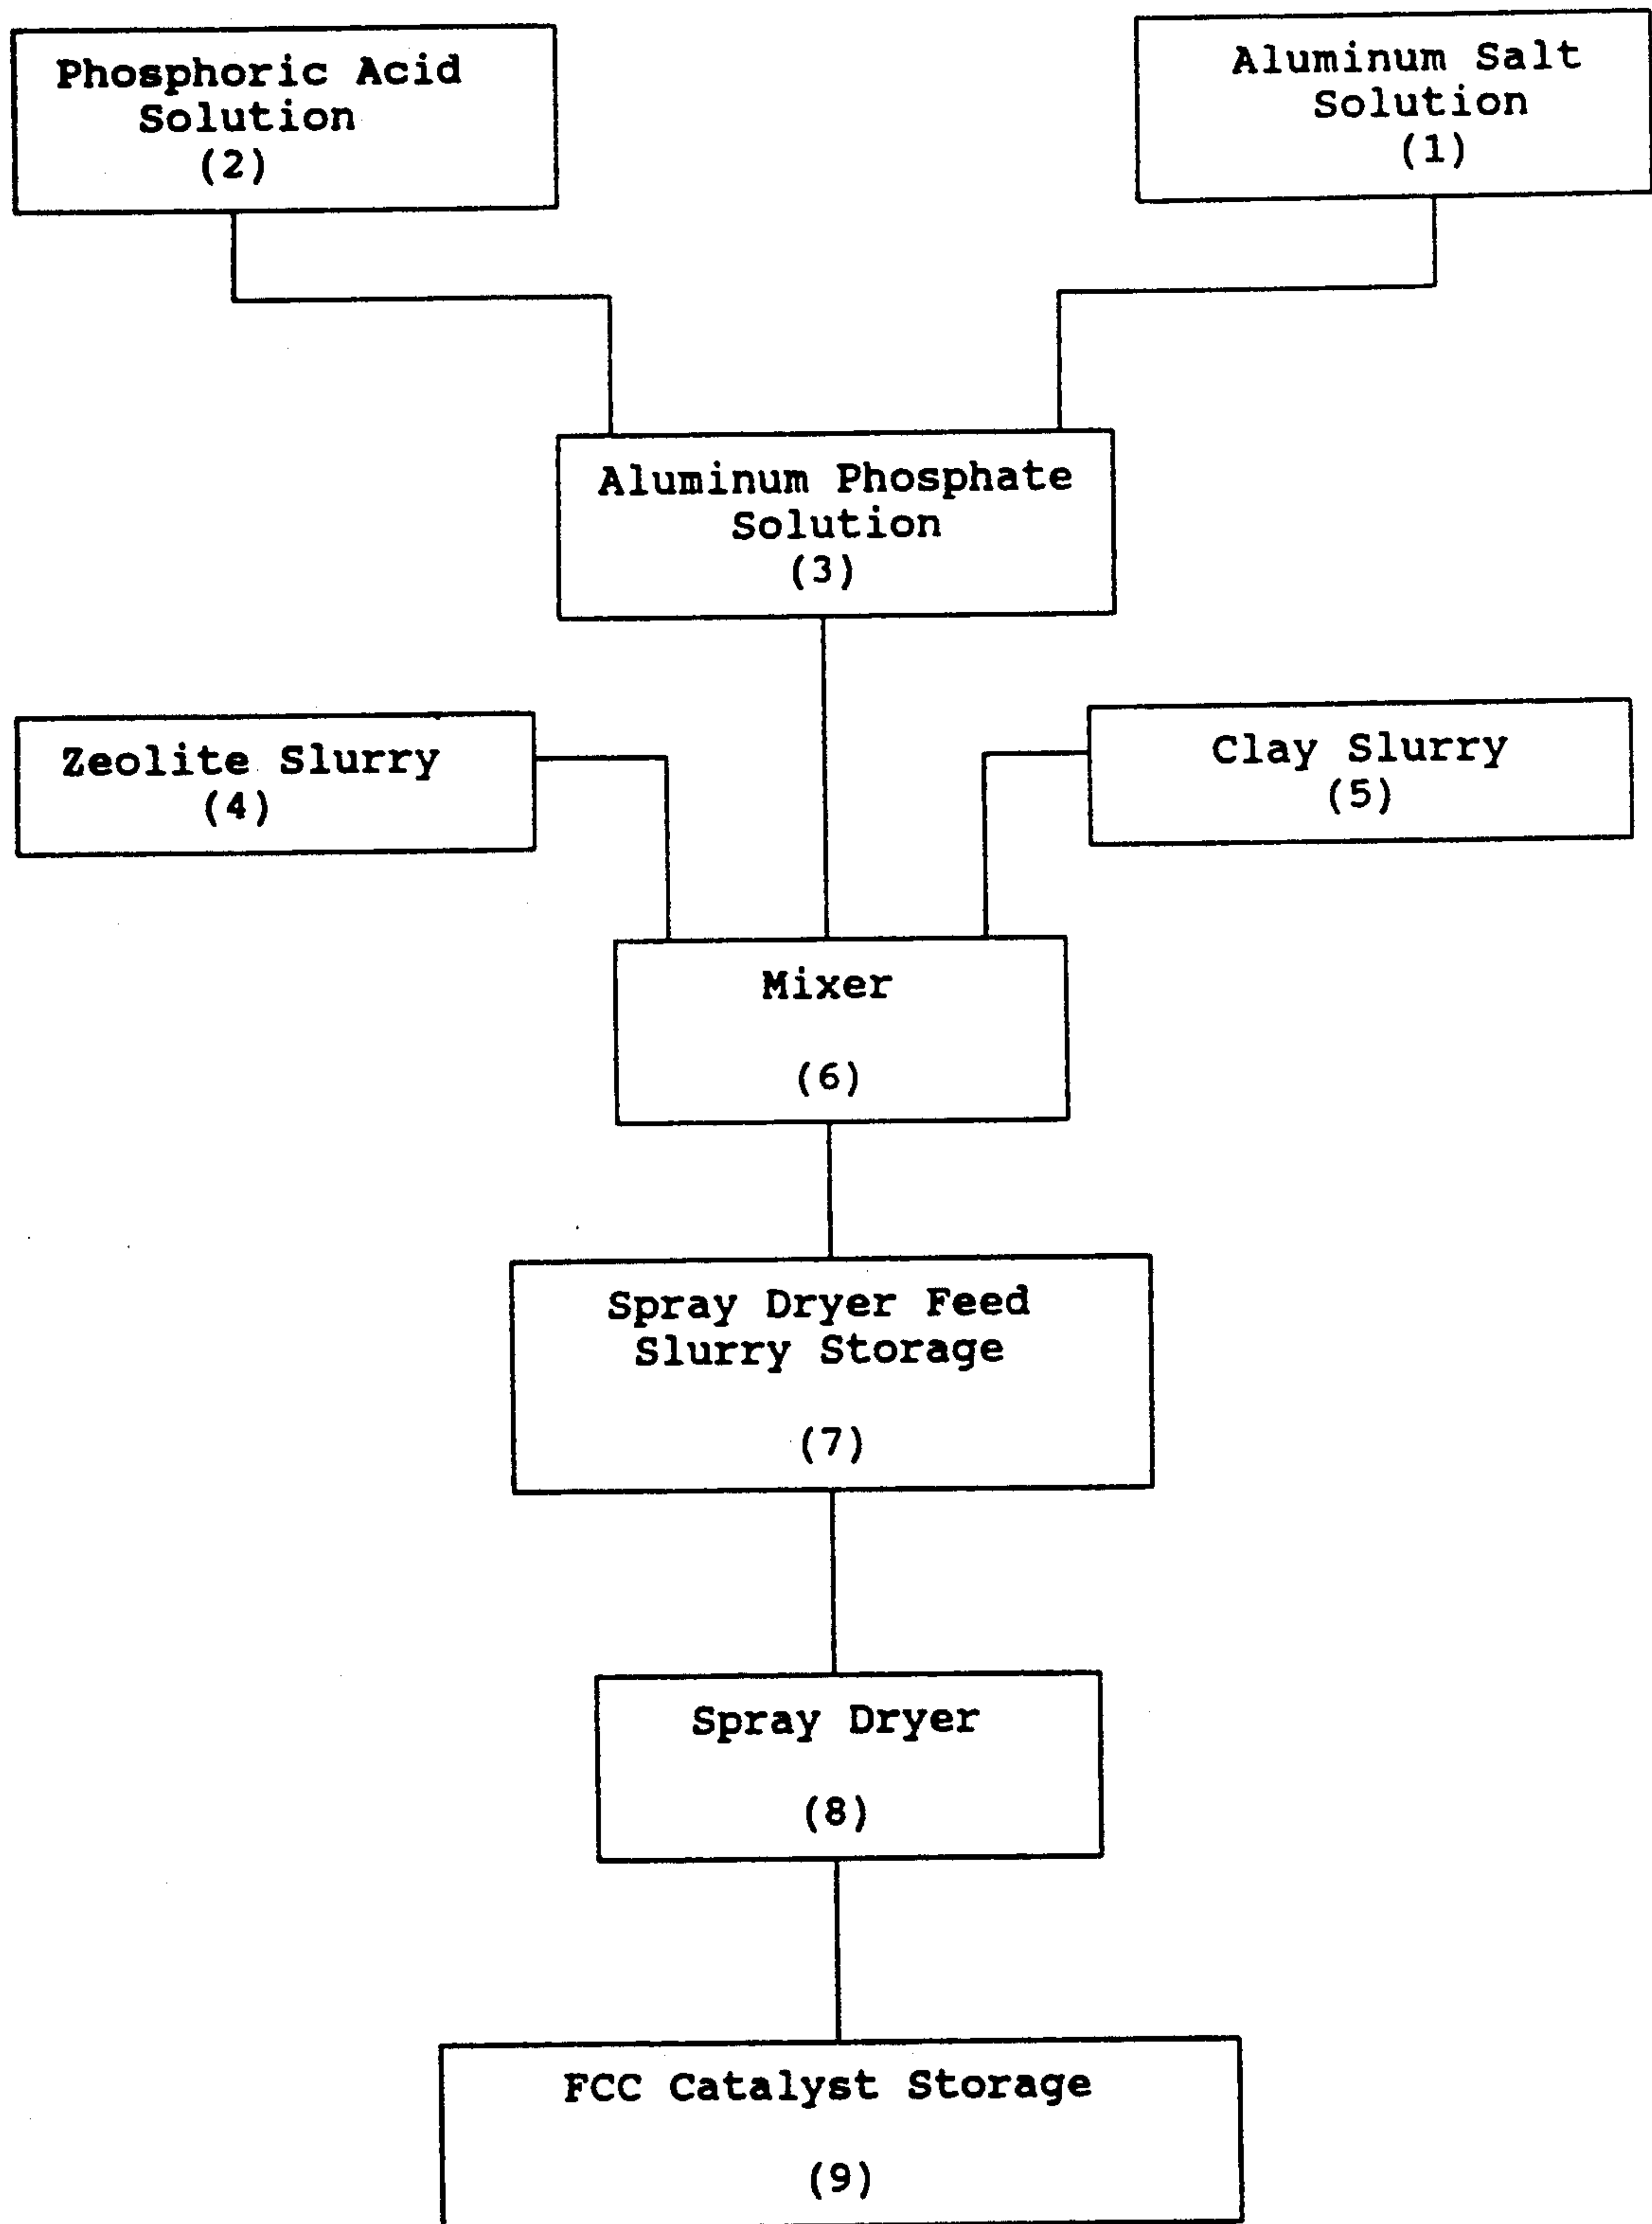 Phosphoric Acid
Solution
(2)
Aluminum Salt
Solution
(1)
Aluminum Phosphate
Solution
(3)
Zeolite Slurry
(4)
Clay Slurry
(5)
Mixer
(6)
Spray Dryer Feed
Slurry Storage
(7)
Spray Dryer
(8)
FCC Catalyst Storage
(9)